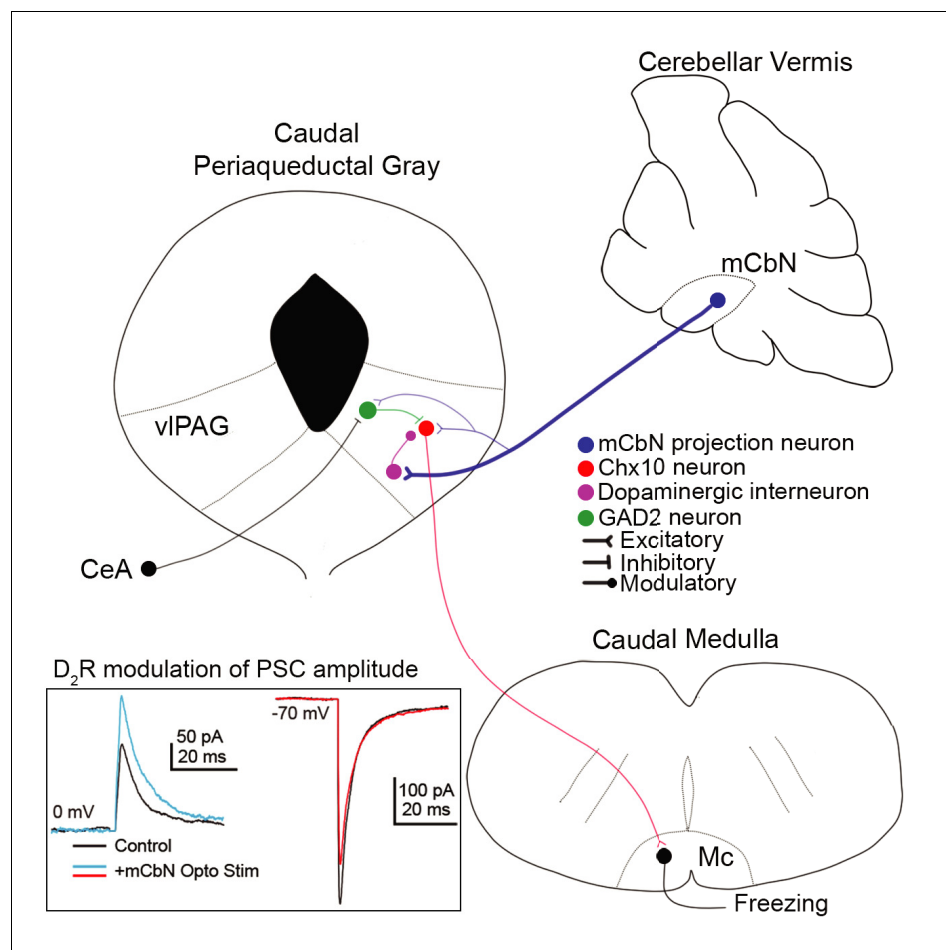 Cerebellar Vermis
Caudal
Periaqueductal Gray
mCbN
vlPAG
mCbN projection neuron
Chx10 neuron
Dopaminergic interneuron
GAD2 neuron
Excitatory
Inhibitory
Modulatory
CeA
Caudal Medulla
D₂R modulation of PSC amplitude
-70 mV
50 pA
20 ms
100 pA
20 ms
0 mV
Control
+mCbN Opto Stim
Mc
Freezing